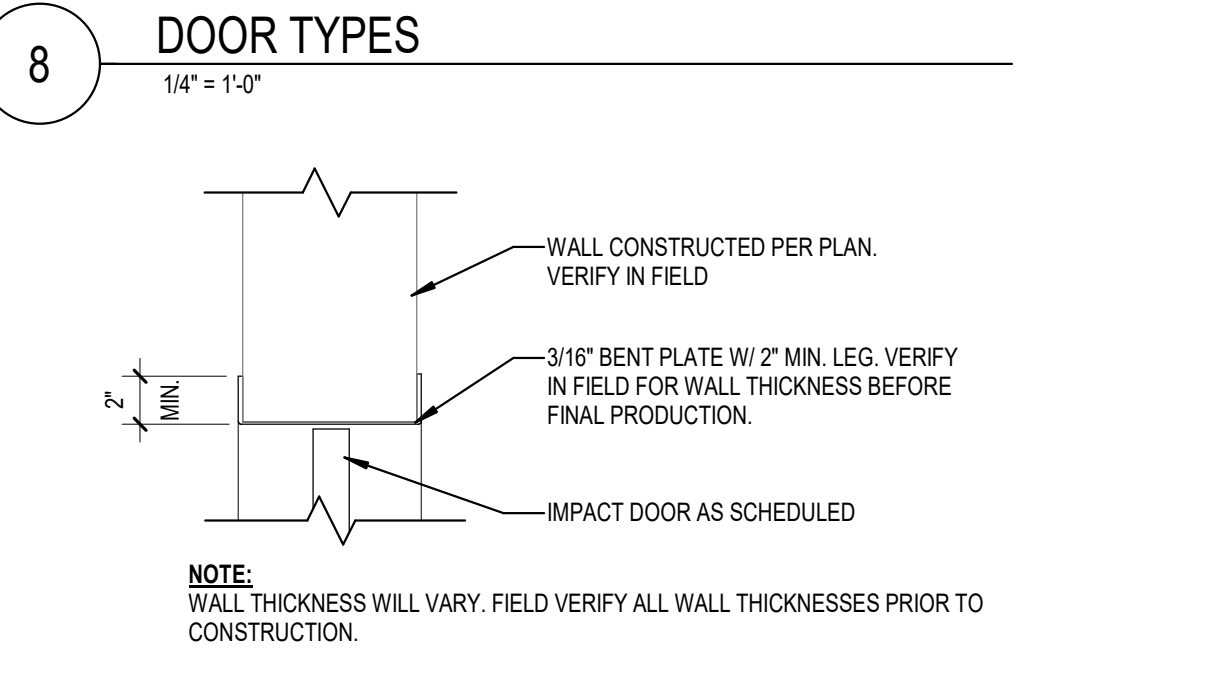 8
DOOR TYPES
1/4" = 1'-0"
WALL CONSTRUCTED PER PLAN.
VERIFY IN FIELD
3/16" BENT PLATE W/ 2" MIN. LEG. VERIFY
IN FIELD FOR WALL THICKNESS BEFORE
FINAL PRODUCTION.
2"
MIN.
IMPACT DOOR AS SCHEDULED
NOTE:
WALL THICKNESS WILL VARY. FIELD VERIFY ALL WALL THICKNESSES PRIOR TO
CONSTRUCTION.